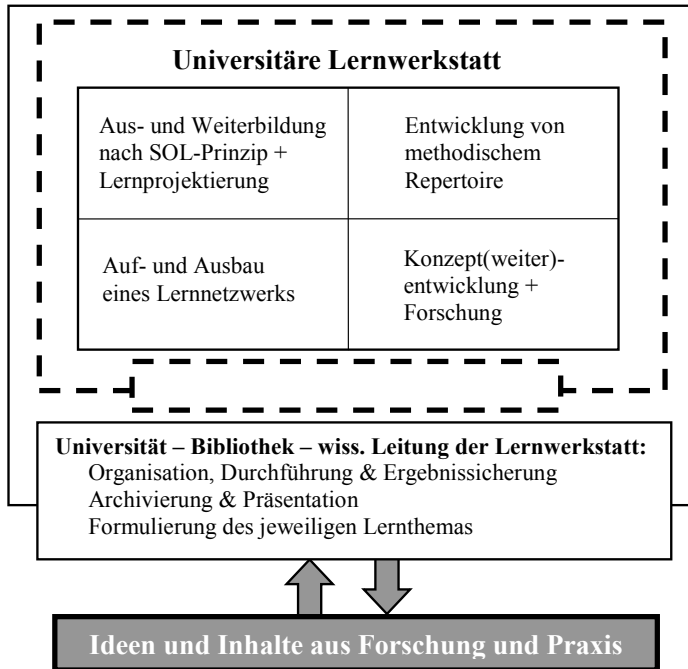 Universitäre Lernwerkstatt
Aus- und Weiterbildung
nach SOL-Prinzip +
Lernprojektierung
Entwicklung von
methodischem
Repertoire
Auf- und Ausbau
eines Lernnetzwerks
Konzept(weiter)-
entwicklung +
Forschung
Universität – Bibliothek – wiss. Leitung der Lernwerkstatt:
Organisation, Durchführung & Ergebnissicherung
Archivierung & Präsentation
Formulierung des jeweiligen Lernthemas
Ideen und Inhalte aus Forschung und Praxis